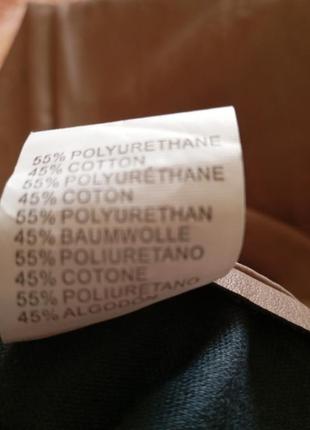 55% POLYURETHANE
45% COTTON
55% POLYURÉTHANE
45% COTON
55% POLYURETHAN
45% BAUMWOLLE
55% POLIURETANO
45% COTONE
55% POLIURETANO
45% ALGODON